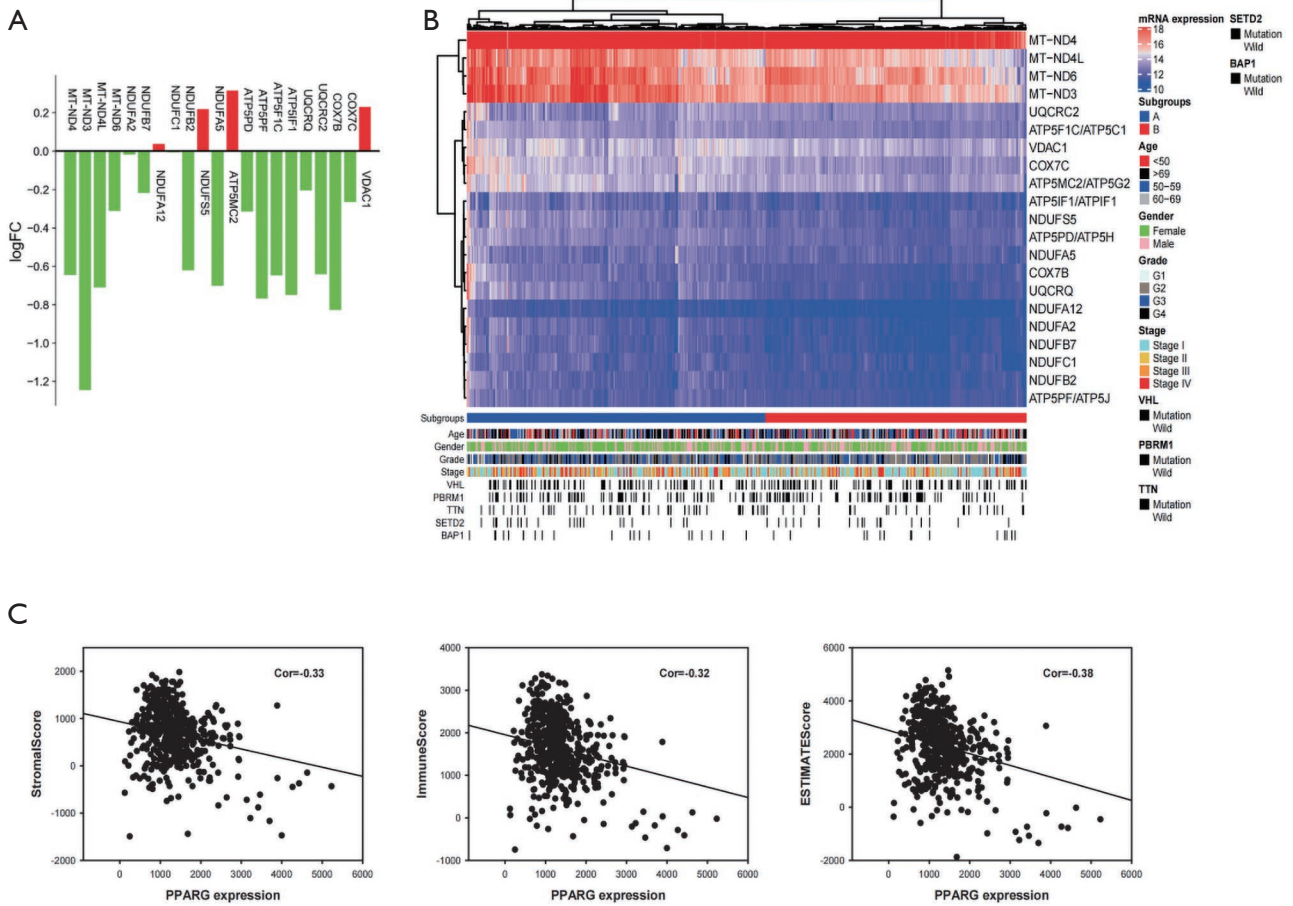 A
logFC
0.2
0.0
−0.2
−0.4
−0.6
−0.8
−1.0
−1.2
MT-ND4
MT-ND3
MT-ND4L
MT-ND6
NDUFA2
NDUFB7
NDUFA12
NDUFC1
NDUFB2
NDUFS5
NDUFA5
ATP5MC2
ATP5PD
ATP5PF
ATP5F1C
ATP5IF1
UQCRQ
UQCRC2
COX7B
COX7C
VDAC1
B
MT−ND4
MT−ND4L
MT−ND6
MT−ND3
UQCRC2
ATP5F1C/ATP5C1
VDAC1
COX7C
ATP5MC2/ATP5G2
ATP5IF1/ATPIF1
NDUFS5
ATP5PD/ATP5H
NDUFA5
COX7B
UQCRQ
NDUFA12
NDUFA2
NDUFB7
NDUFC1
NDUFB2
ATP5PF/ATP5J
Subgroups
Age
Gender
Grade
Stage
VHL
PBRM1
TTN
SETD2
BAP1
mRNA expression
18
16
14
12
10
Subgroups
A
B
Age
<50
>69
50−59
60−69
Gender
Female
Male
Grade
G1
G2
G3
G4
Stage
Stage I
Stage II
Stage III
Stage IV
VHL
Mutation
Wild
PBRM1
Mutation
Wild
TTN
Mutation
Wild
SETD2
Mutation
Wild
BAP1
Mutation
Wild
C
StromalScore
2000
1000
0
-1000
-2000
Cor=-0.33
0 1000 2000 3000 4000 5000 6000
PPARG expression
ImmuneScore
4000
3000
2000
1000
0
-1000
Cor=-0.32
0 1000 2000 3000 4000 5000 6000
PPARG expression
ESTIMATEScore
6000
4000
2000
0
-2000
Cor=-0.38
0 1000 2000 3000 4000 5000 6000
PPARG expression